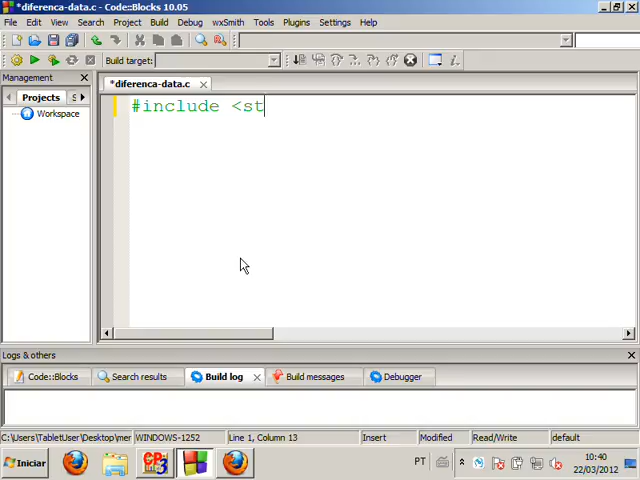 *diferenca-data.c - Code::Blocks 10.05
File Edit View Search Project Build Debug wxSmith Tools Plugins Settings Help
Build target:
Management
*diferenca-data.c
Projects S
Workspace
#include <st
Logs & others
Code::Blocks Search results Build log Build messages Debugger
C:\Users\TabletUser\Desktop\mer WINDOWS-1252 Line 1, Column 13 Insert Modified Read/Write default
Iniciar PT 10:40
22/03/2012